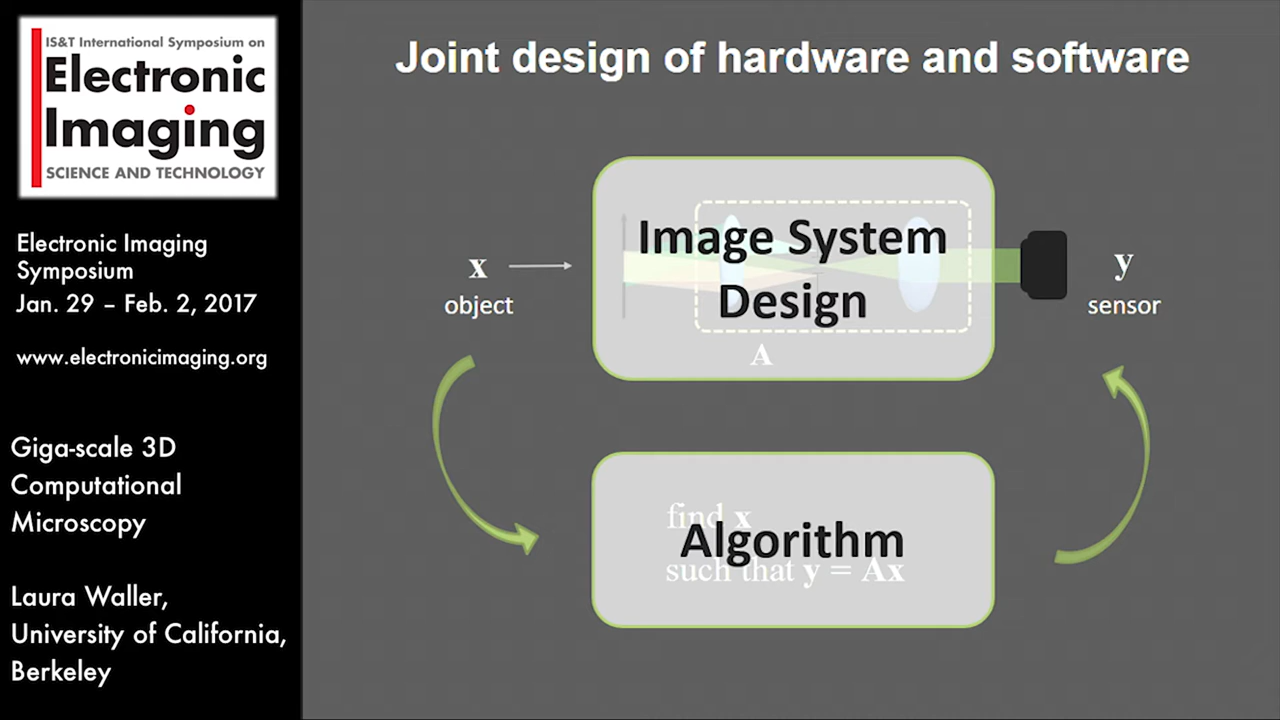 IS&T International Symposium on
Electronic
Imaging
SCIENCE AND TECHNOLOGY
Electronic Imaging
Symposium
Jan. 29 – Feb. 2, 2017
www.electronicimaging.org
Giga-scale 3D
Computational
Microscopy
Laura Waller,
University of California,
Berkeley
Joint design of hardware and software
x
object
Image System
Design
A
y
sensor
find x
Algorithm
such that y = Ax